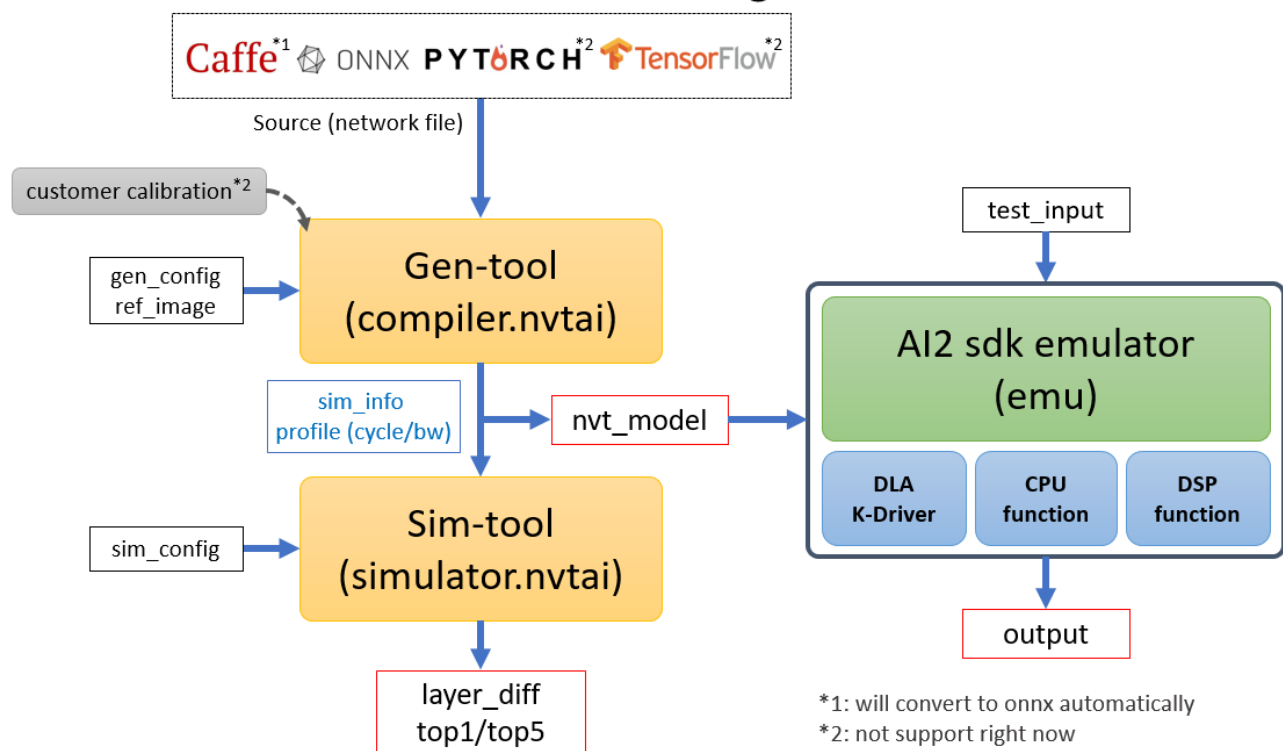 Caffe*1 ONNX PYTORCH*2 TensorFlow*2
Source (network file)
customer calibration*2
test_input
gen_config
ref_image
Gen-tool
(compiler.nvtai)
AI2 sdk emulator
(emu)
sim_info
profile (cycle/bw)
nvt_model
DLA
K-Driver
CPU
function
DSP
function
sim_config
Sim-tool
(simulator.nvtai)
output
layer_diff
top1/top5
*1: will convert to onnx automatically
*2: not support right now